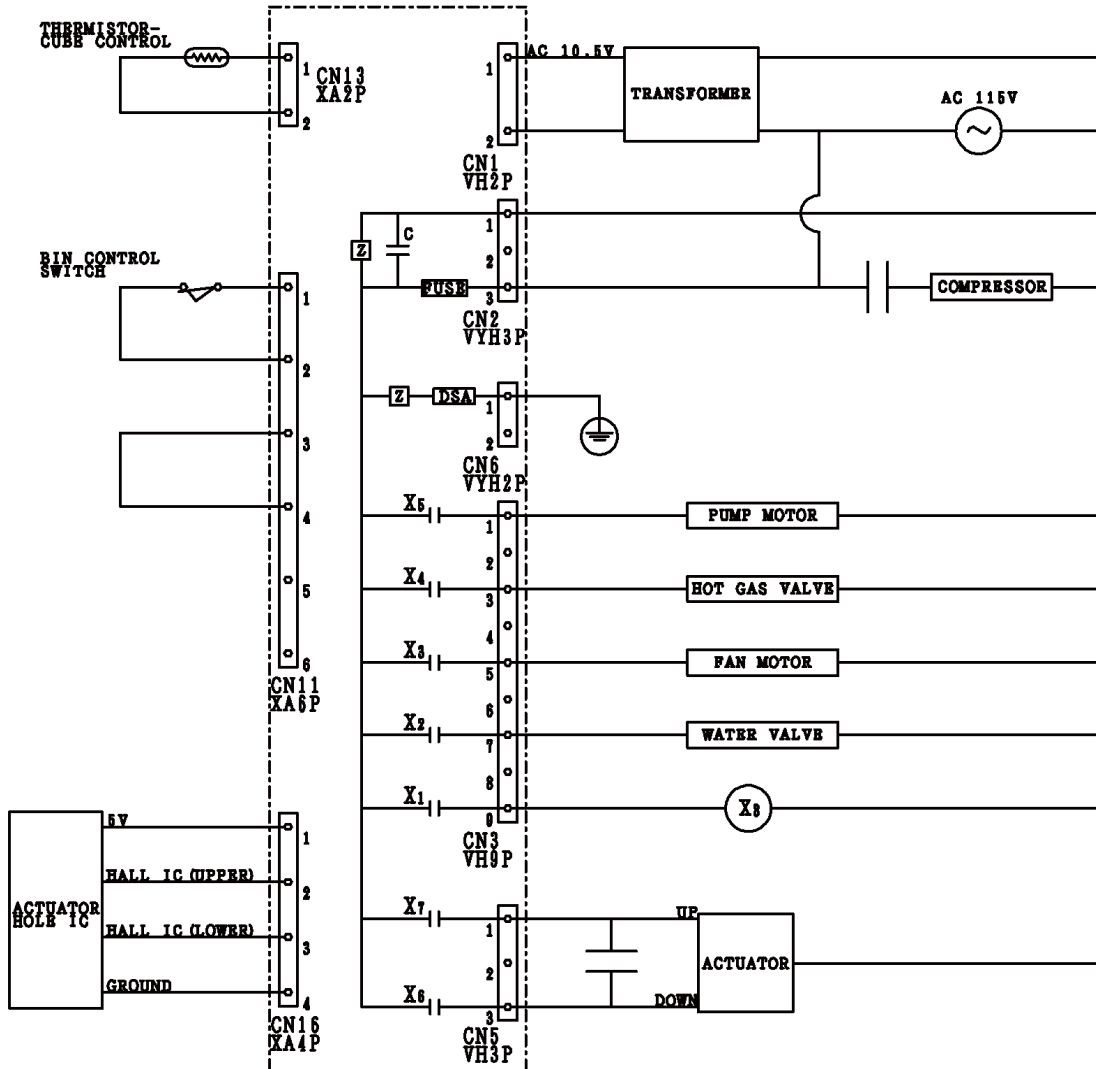 THERMISTOR-
CUBE CONTROL
1
2
CN13
XA2P
AC 10.5V
1
2
CN1
VH2P
TRANSFORMER
AC 115V
BIN CONTROL
SWITCH
1
2
3
4
5
6
CN11
XA6P
Z
C
FUSE
1
2
3
CN2
VYH3P
COMPRESSOR
Z
DSA
1
2
CN6
VYH2P
X5
X4
X3
X2
X1
1
2
3
4
5
6
7
8
9
CN3
VH9P
PUMP MOTOR
HOT GAS VALVE
FAN MOTOR
WATER VALVE
X8
ACTUATOR
HOLE IC
5V
HALL IC (UPPER)
HALL IC (LOWER)
GROUND
1
2
3
4
CN16
XA4P
X7
X6
1
2
3
CN5
VH3P
UP
DOWN
ACTUATOR